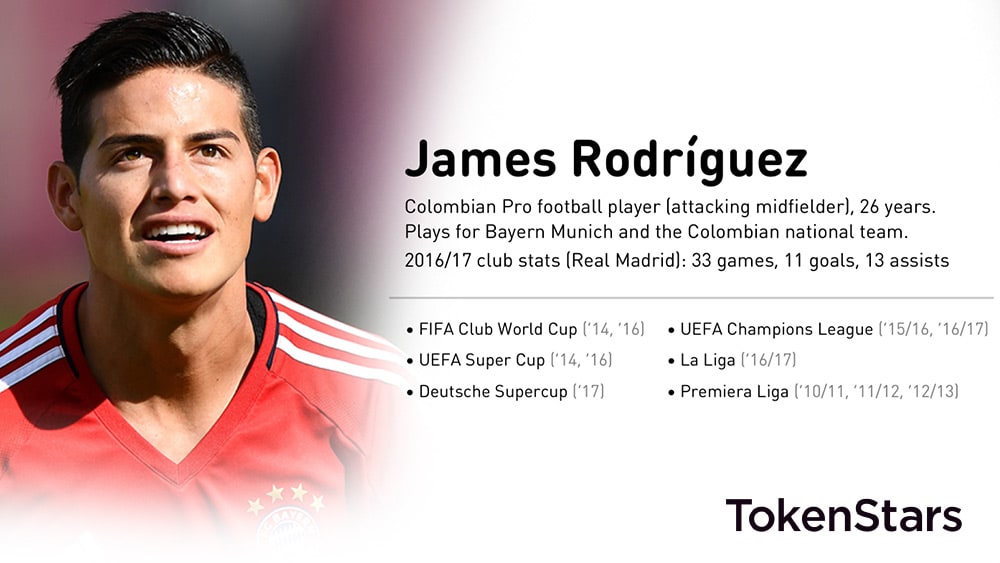 James Rodríguez
Colombian Pro football player (attacking midfielder), 26 years.
Plays for Bayern Munich and the Colombian national team.
2016/17 club stats (Real Madrid): 33 games, 11 goals, 13 assists
• FIFA Club World Cup (‘14, ‘16)
• UEFA Super Cup (‘14, ‘16)
• Deutsche Supercup (‘17)
• UEFA Champions League (‘15/16, ‘16/17)
• La Liga (‘16/17)
• Premiera Liga (‘10/11, ‘11/12, ‘12/13)
TokenStars